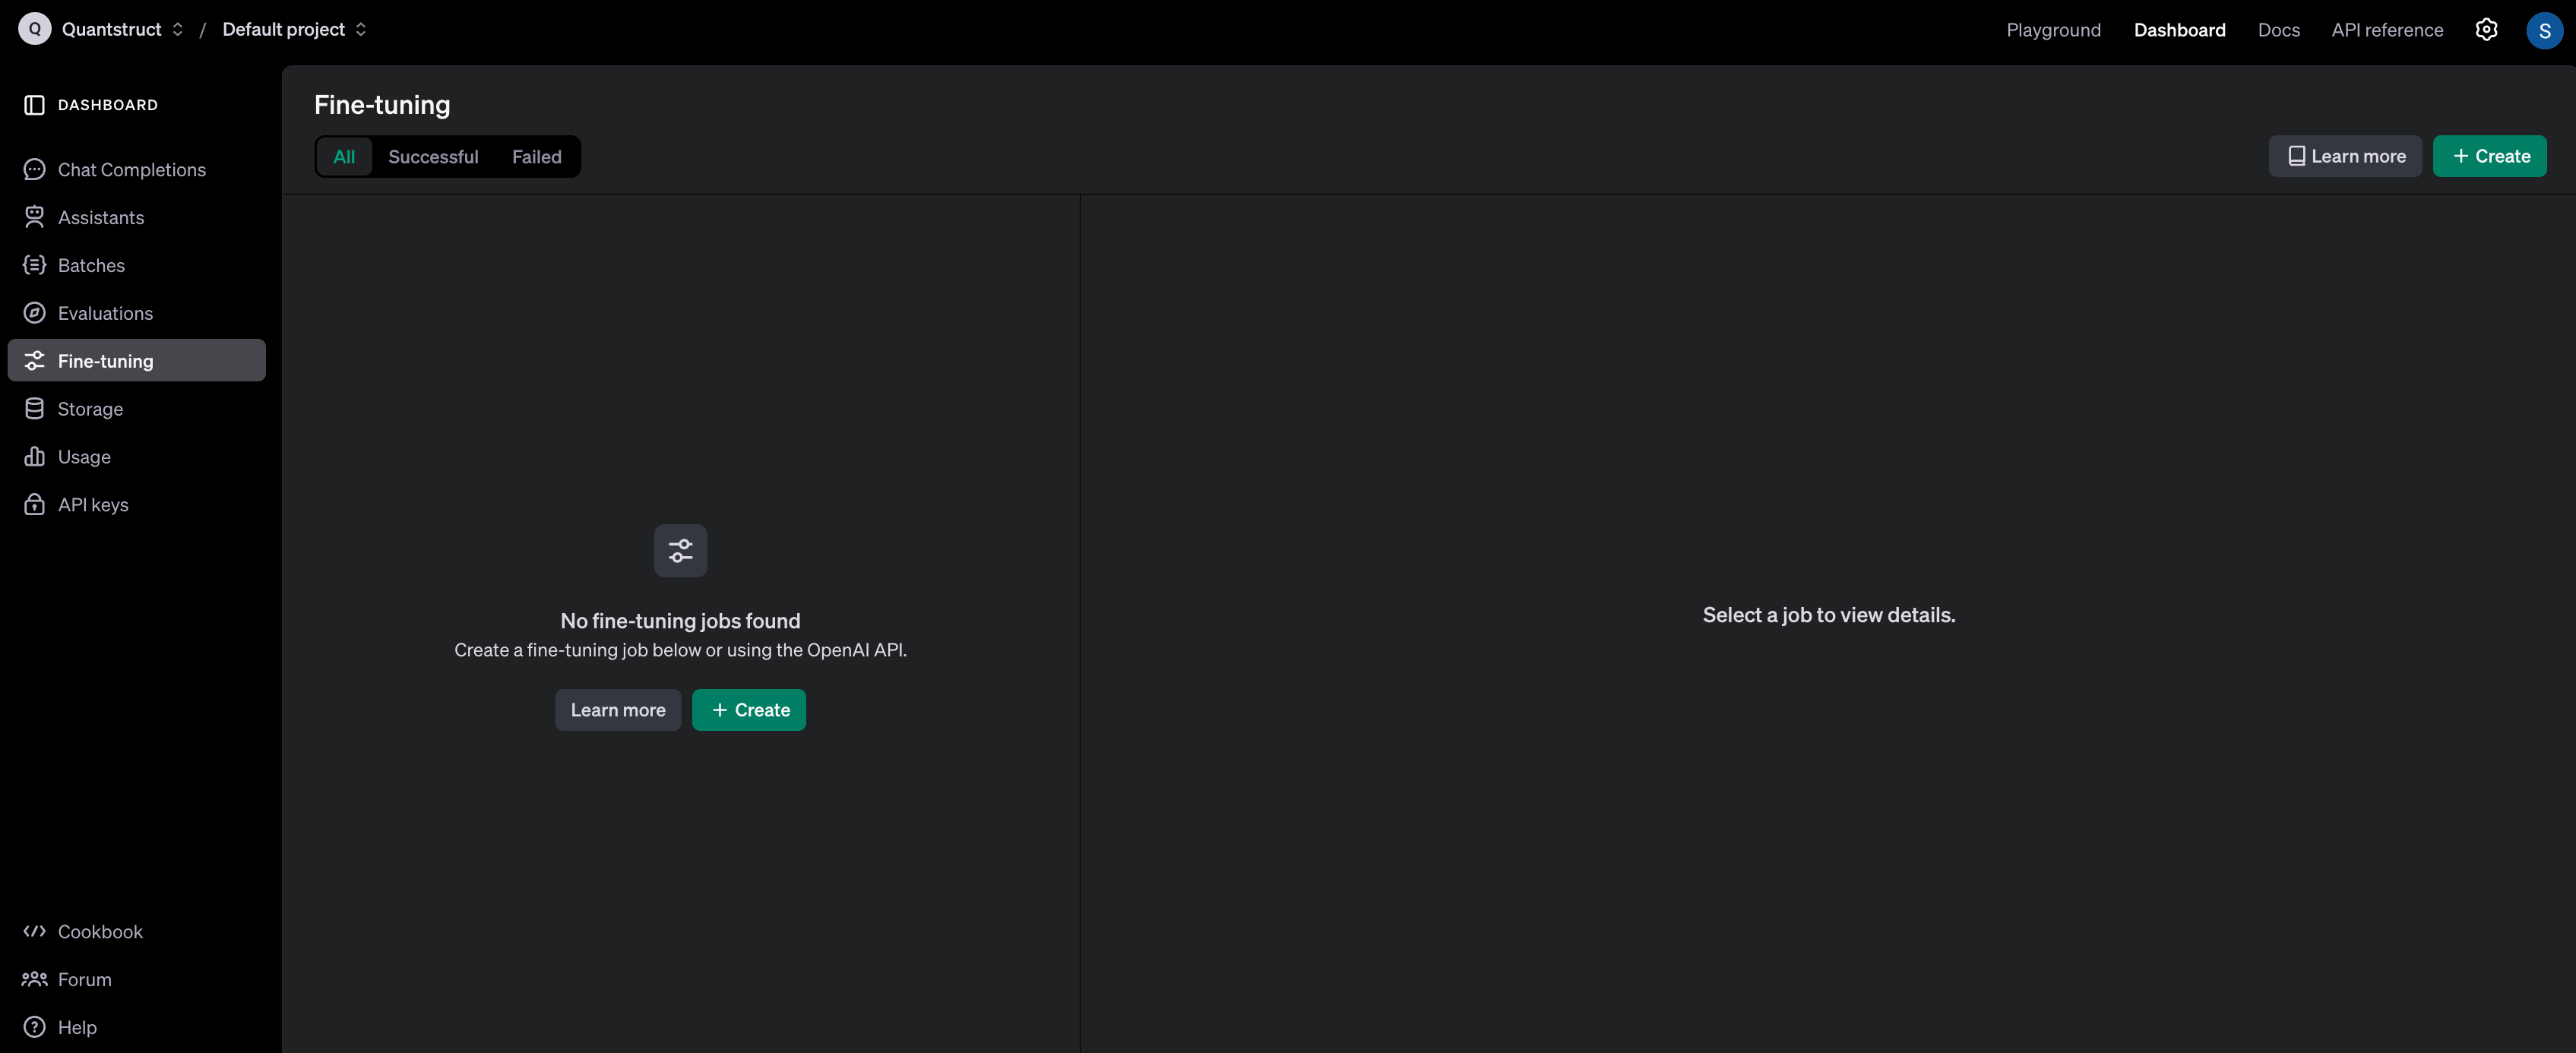 Q Quantstruct / Default project
Playground Dashboard Docs API reference S
DASHBOARD
Chat Completions
Assistants
Batches
Evaluations
Fine-tuning
Storage
Usage
API keys
Cookbook
Forum
Help
Fine-tuning
All Successful Failed
Learn more + Create
No fine-tuning jobs found
Create a fine-tuning job below or using the OpenAI API.
Learn more + Create
Select a job to view details.